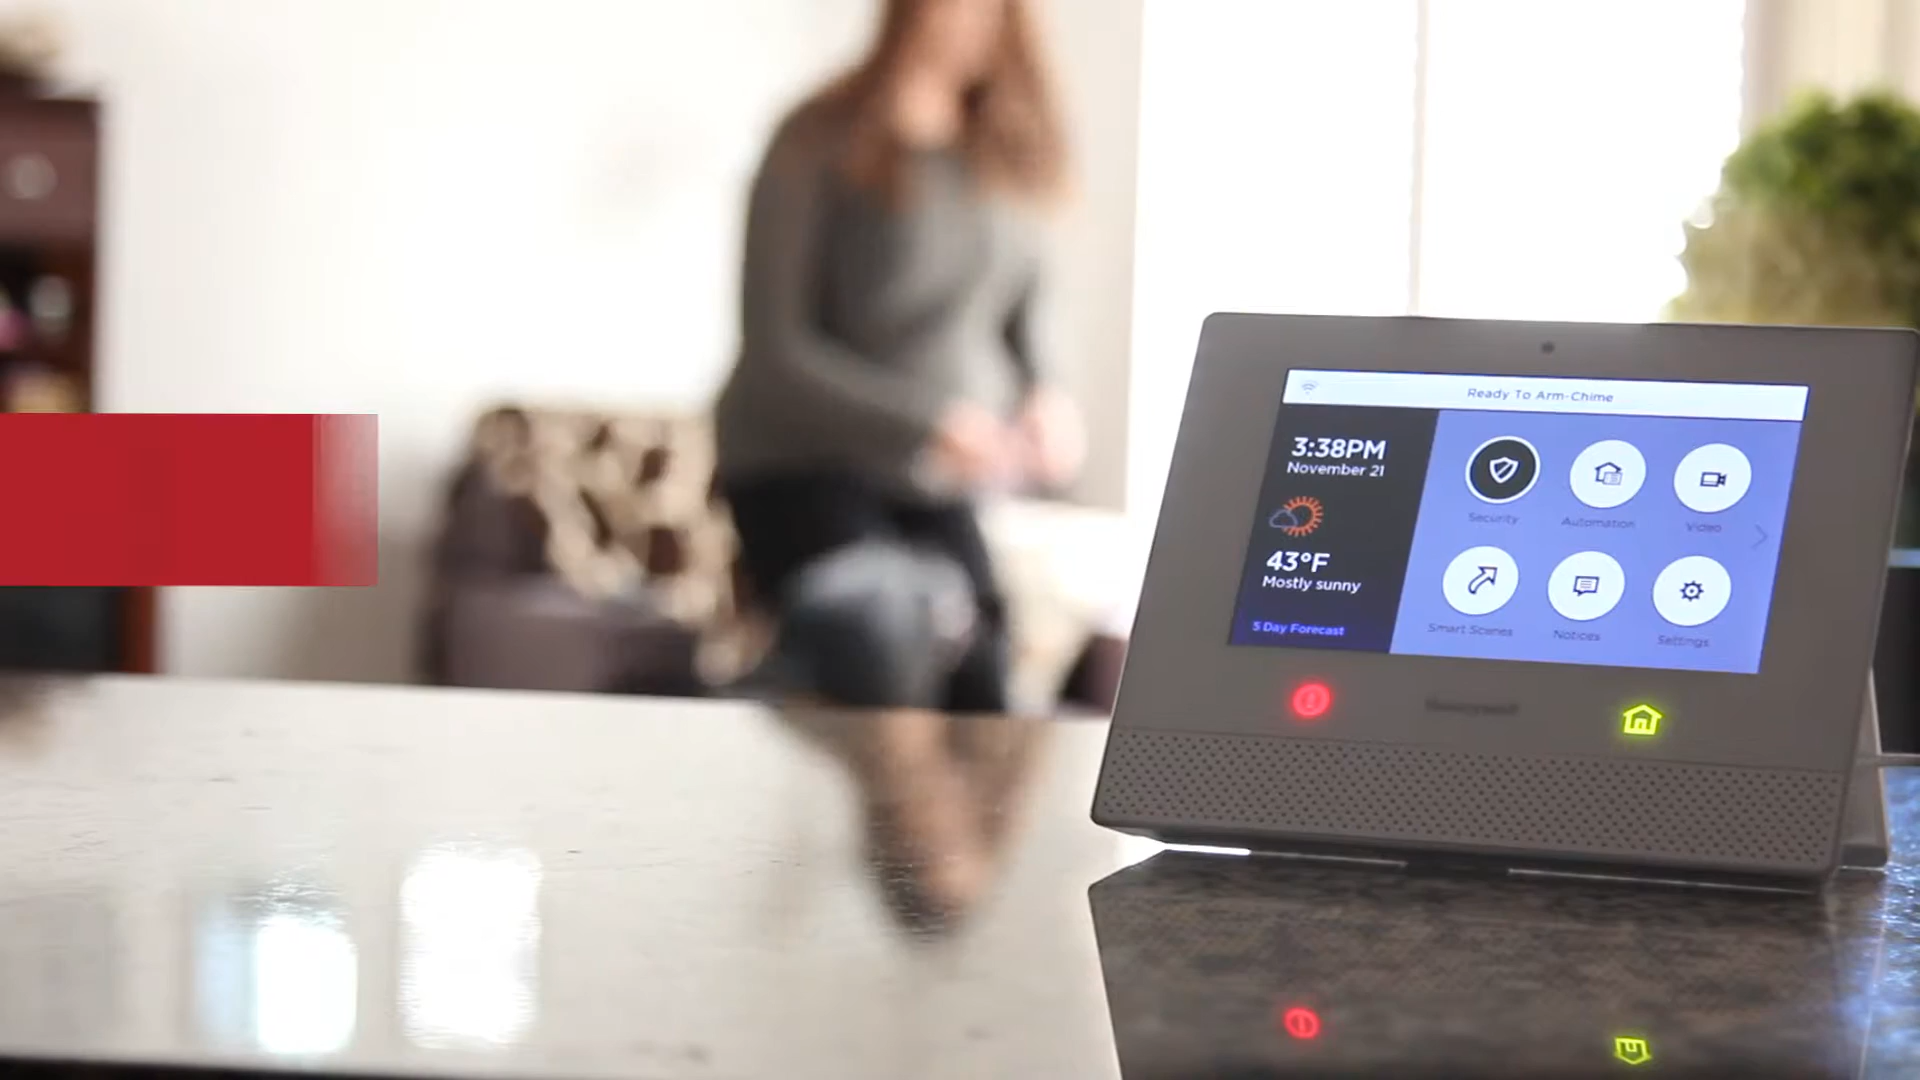 Ready To Arm-Chime
3:38PM
November 21
43°F
Mostly sunny
5 Day Forecast
Security
Automation
Video
Smart Scenes
Notices
Settings
Honeywell